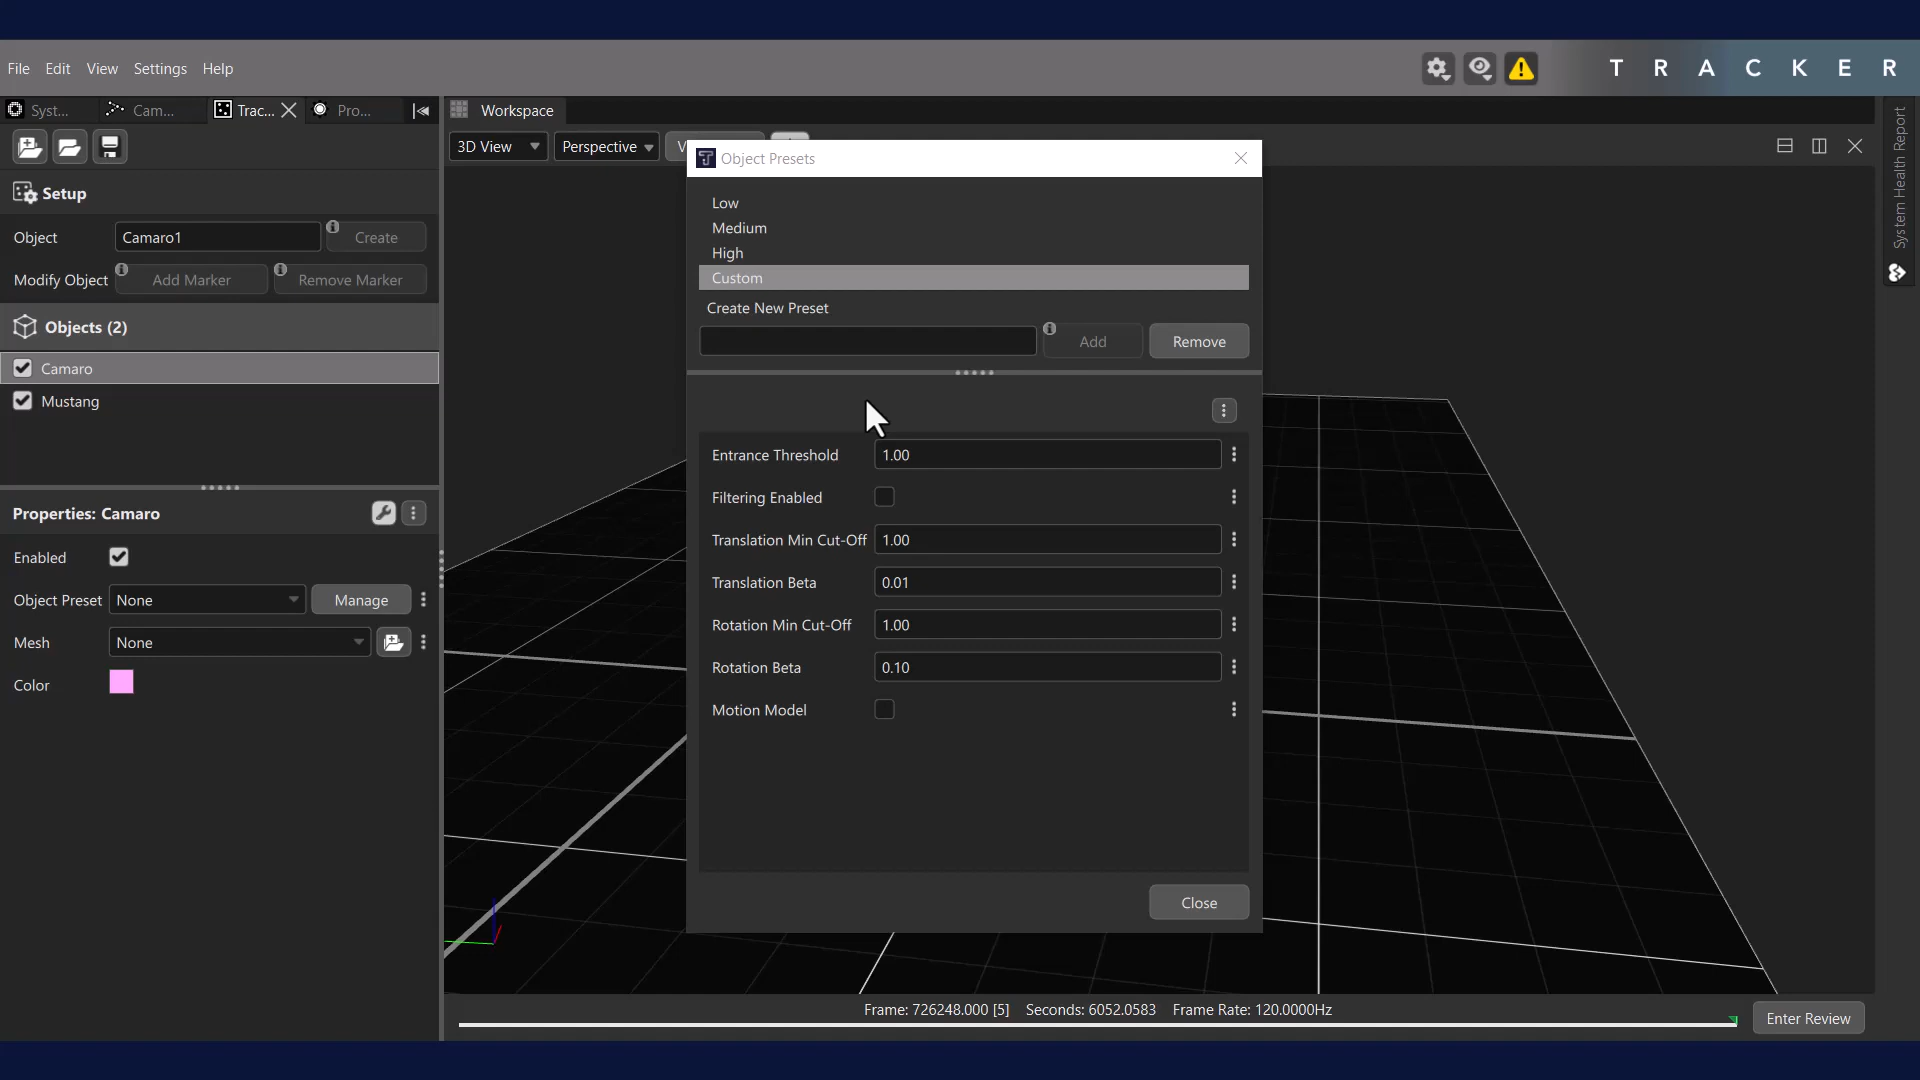 File Edit View Settings Help
T R A C K E R
Syst... Cam... Trac... Pro...
Workspace
3D View Perspective V
Setup
Object Camaro1 Create
Modify Object Add Marker Remove Marker
Objects (2)
Camaro
Mustang
Properties: Camaro
Enabled
Object Preset None Manage
Mesh None
Color
Object Presets
Low
Medium
High
Custom
Create New Preset
Add Remove
Entrance Threshold 1.00
Filtering Enabled
Translation Min Cut-Off 1.00
Translation Beta 0.01
Rotation Min Cut-Off 1.00
Rotation Beta 0.10
Motion Model
Close
System Health Report
Frame: 726248.000 [5] Seconds: 6052.0583 Frame Rate: 120.0000Hz
Enter Review